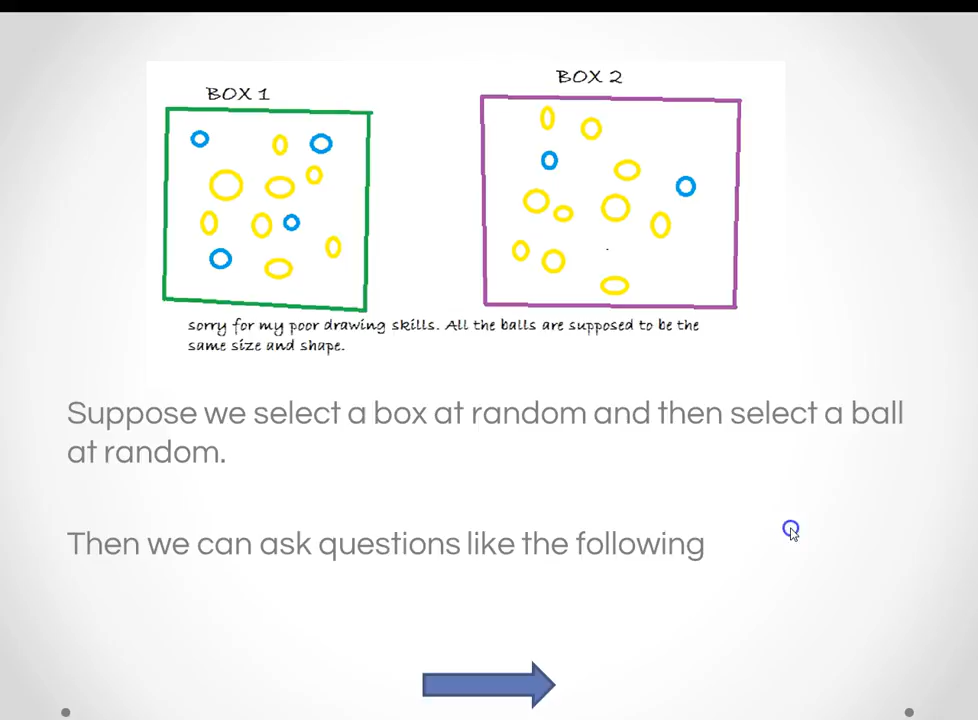 BOX 1
BOX 2
sorry for my poor drawing skills. All the balls are supposed to be the
same size and shape.
Suppose we select a box at random and then select a ball
at random.
Then we can ask questions like the following